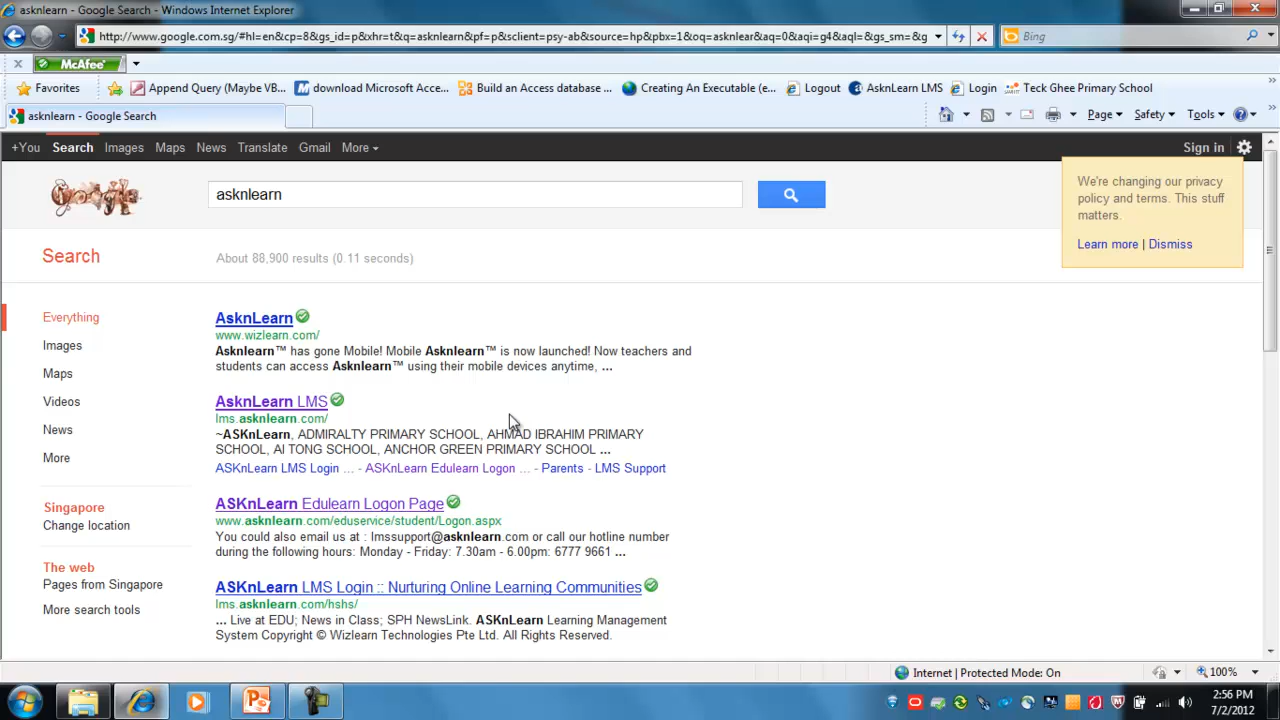 asknlearn - Google Search - Windows Internet Explorer
http://www.google.com.sg/#hl=en&cp=8&gs_id=p&xhr=t&q=asknlearn&pf=p&sclient=psy-ab&source=hp&pbx=1&oq=asknlear&aq=0&aqi=g4&aql=&gs_sm=&g
Bing
McAfee
Favorites
Append Query (Maybe VB...
download Microsoft Acce...
Build an Access database ...
Creating An Executable (e...
Logout
AsknLearn LMS
Login
Teck Ghee Primary School
asknlearn - Google Search
Page
Safety
Tools
+You Search Images Maps News Translate Gmail More
Sign in
Google
asknlearn
We're changing our privacy
policy and terms. This stuff
matters.
Learn more | Dismiss
Search
About 88,900 results (0.11 seconds)
Everything
Images
Maps
Videos
News
More
Singapore
Change location
The web
Pages from Singapore
More search tools
AsknLearn
www.wizlearn.com/
Asknlearn™ has gone Mobile! Mobile Asknlearn™ is now launched! Now teachers and
students can access Asknlearn™ using their mobile devices anytime, ...
AsknLearn LMS
lms.asknlearn.com/
~ASKnLearn, ADMIRALTY PRIMARY SCHOOL, AHMAD IBRAHIM PRIMARY
SCHOOL, AI TONG SCHOOL, ANCHOR GREEN PRIMARY SCHOOL ...
ASKnLearn LMS Login ... - ASKnLearn Edulearn Logon ... - Parents - LMS Support
ASKnLearn Edulearn Logon Page
www.asknlearn.com/eduservice/student/Logon.aspx
You could also email us at : lmssupport@asknlearn.com or call our hotline number
during the following hours: Monday - Friday: 7.30am - 6.00pm: 6777 9661 ...
ASKnLearn LMS Login :: Nurturing Online Learning Communities
lms.asknlearn.com/hshs/
... Live at EDU; News in Class; SPH NewsLink. ASKnLearn Learning Management
System Copyright © Wizlearn Technologies Pte Ltd. All Rights Reserved.
Internet | Protected Mode: On
100%
2:56 PM
7/2/2012